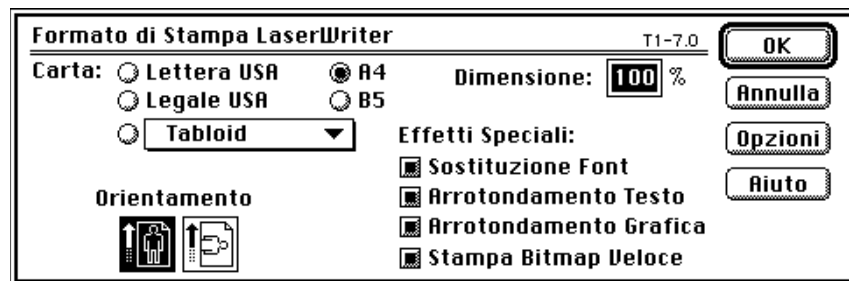 Formato di Stampa LaserWriter T1-7.0 OK
Carta: Lettera USA A4 Dimensione: 100 %
Legale USA B5 Annulla
Tabloid Effetti Speciali: Opzioni
Sostituzione Font
Orientamento Arrotondamento Testo Aiuto
Arrotondamento Grafica
Stampa Bitmap Veloce